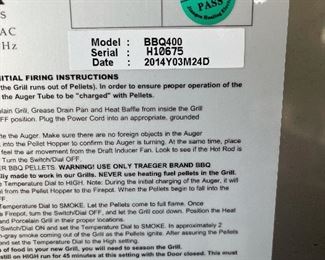 PASS
AC
Hz
Model : BBQ400
Serial : H10675
Date : 2014Y03M24D
INITIAL FIRING INSTRUCTIONS
the Grill runs out of Pellets). In order to ensure proper operation of the
the Auger Tube to be "charged" with Pellets.
lain Grill, Grease Drain Pan and Heat Baffle from inside the Grill
OFF position. Plug the Power Cord into an appropriate, grounded
te the Auger. Make sure there are no foreign objects in the Auger
into the Pellet Hopper to confirm the Auger is turning. At the same time, place
feel the air movement from the Draft Inducer Fan. Look to see if the Hot Rod is
Turn the Switch/Dial OFF.
ER BBQ PELLETS. WARNING! USE ONLY TRAEGER BRAND BBQ
ally made to work in our Grills. NEVER use heating fuel pellets in the Grill.
e Temperature Dial to HIGH. Note: During the initial charging of the Auger, it will
from the Pellet Hopper to the Firepot. When the Pellets begin to fall into the
OFF.
Temperature Dial to SMOKE. Let the Pellets come to full flame. Once
s Firepot, turn the Switch/Dial OFF, and let the Grill cool down. Position the Heat
and Porcelain Grill in their proper locations.
Switch/Dial ON and set the Temperature Dial to SMOKE. In approximately 2
n-gray smoke coming out of the Grill as the Pellets ignite. After assuring the Pellets
and set the Temperature Dial to the High setting.
of food in your new Grill, you will need to season the Grill.
still on HIGH run for 45 minutes at this setting with the Door closed. This must